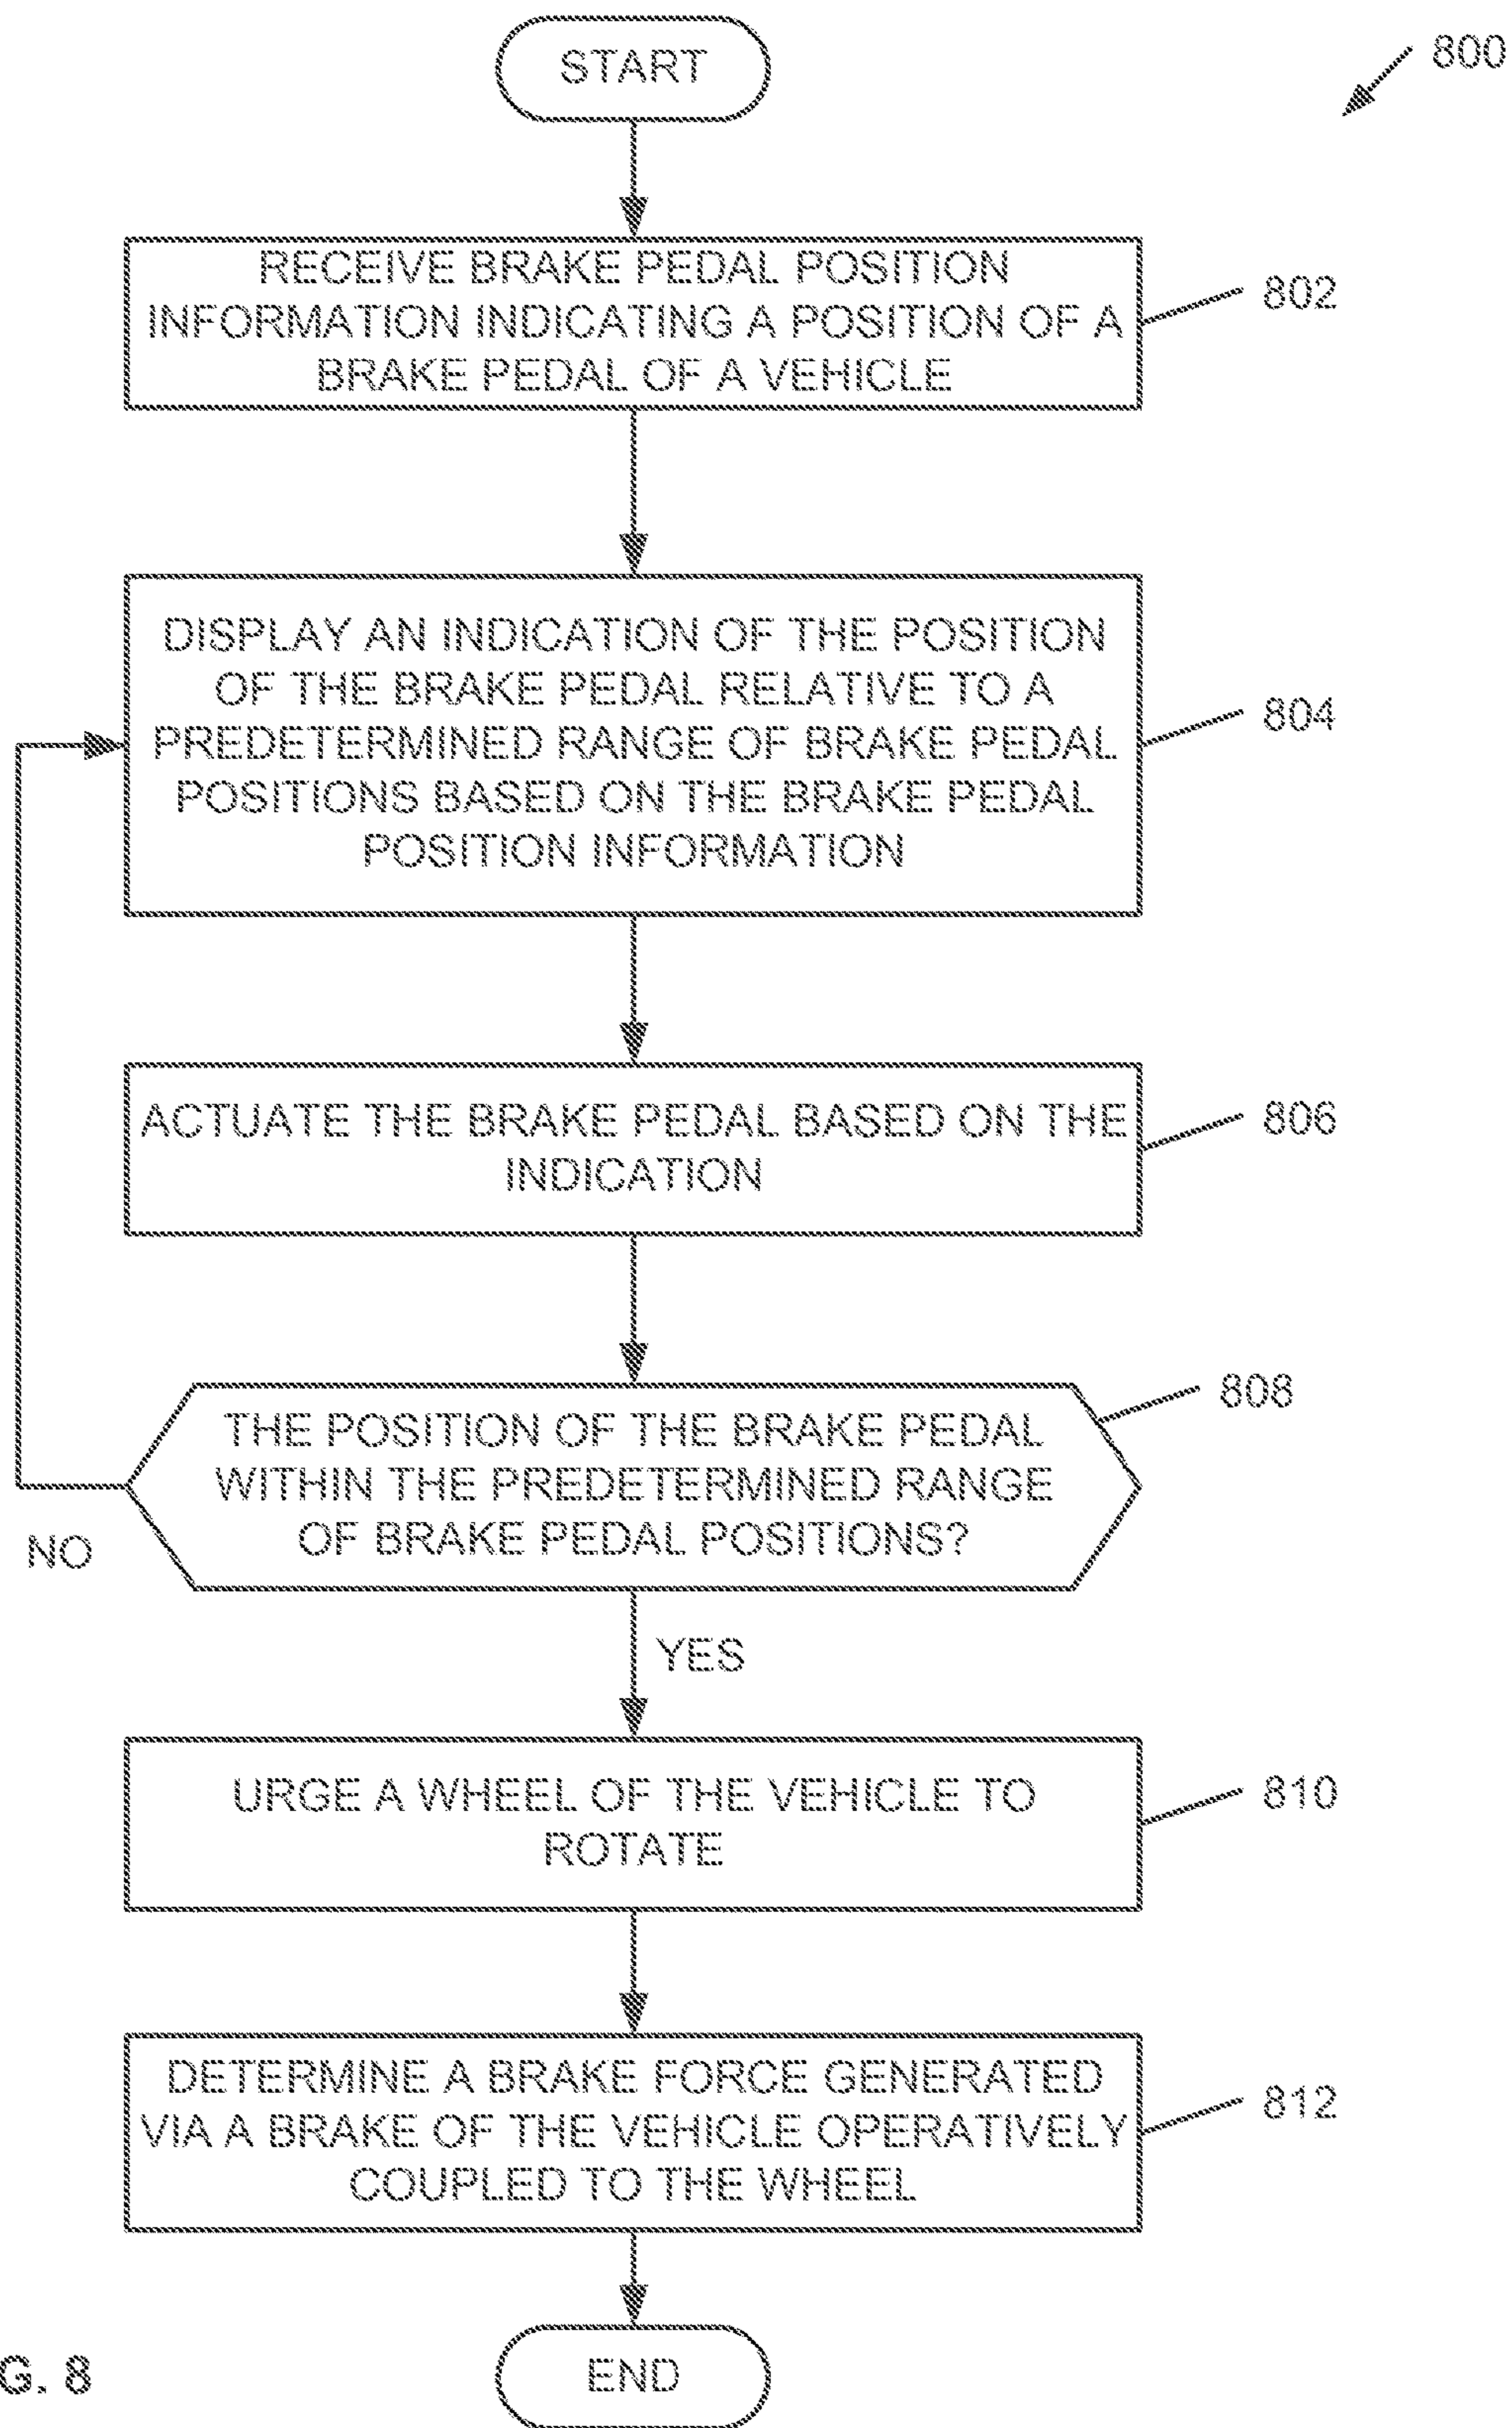 START
800
RECEIVE BRAKE PEDAL POSITION
INFORMATION INDICATING A POSITION OF A
BRAKE PEDAL OF A VEHICLE
802
DISPLAY AN INDICATION OF THE POSITION
OF THE BRAKE PEDAL RELATIVE TO A
PREDETERMINED RANGE OF BRAKE PEDAL
POSITIONS BASED ON THE BRAKE PEDAL
POSITION INFORMATION
804
ACTUATE THE BRAKE PEDAL BASED ON THE
INDICATION
806
THE POSITION OF THE BRAKE PEDAL
WITHIN THE PREDETERMINED RANGE
OF BRAKE PEDAL POSITIONS?
808
NO
YES
URGE A WHEEL OF THE VEHICLE TO
ROTATE
810
DETERMINE A BRAKE FORCE GENERATED
VIA A BRAKE OF THE VEHICLE OPERATIVELY
COUPLED TO THE WHEEL
812
END
G. 8